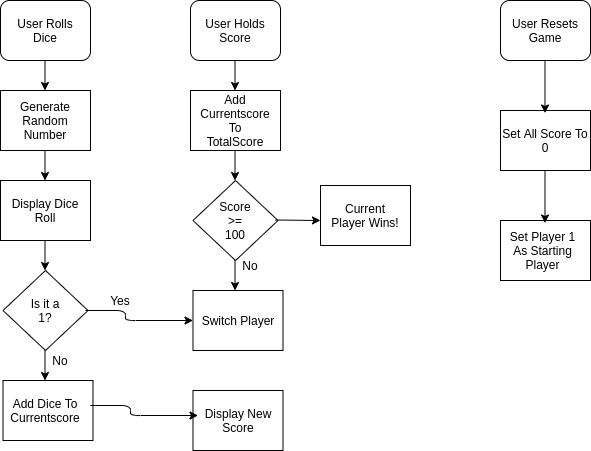 User Rolls
Dice
Generate
Random
Number
Display Dice
Roll
Is it a
1?
Yes
No
Add Dice To
Currentscore
User Holds
Score
Add
Currentscore
To
TotalScore
Score
>=
100
Current
Player Wins!
No
Switch Player
Display New
Score
User Resets
Game
Set All Score To
0
Set Player 1
As Starting
Player